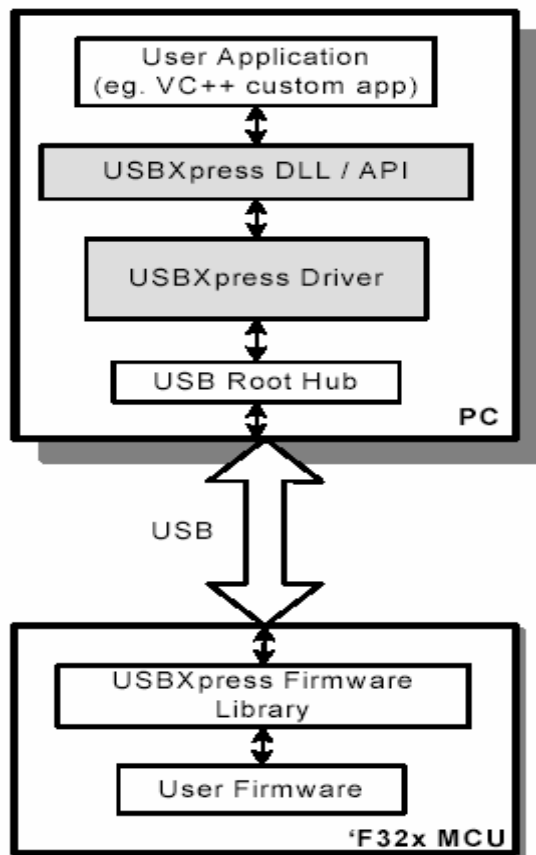 User Application
(eg. VC++ custom app)
USBXpress DLL / API
USBXpress Driver
USB Root Hub
PC
USB
USBXpress Firmware
Library
User Firmware
‘F32x MCU